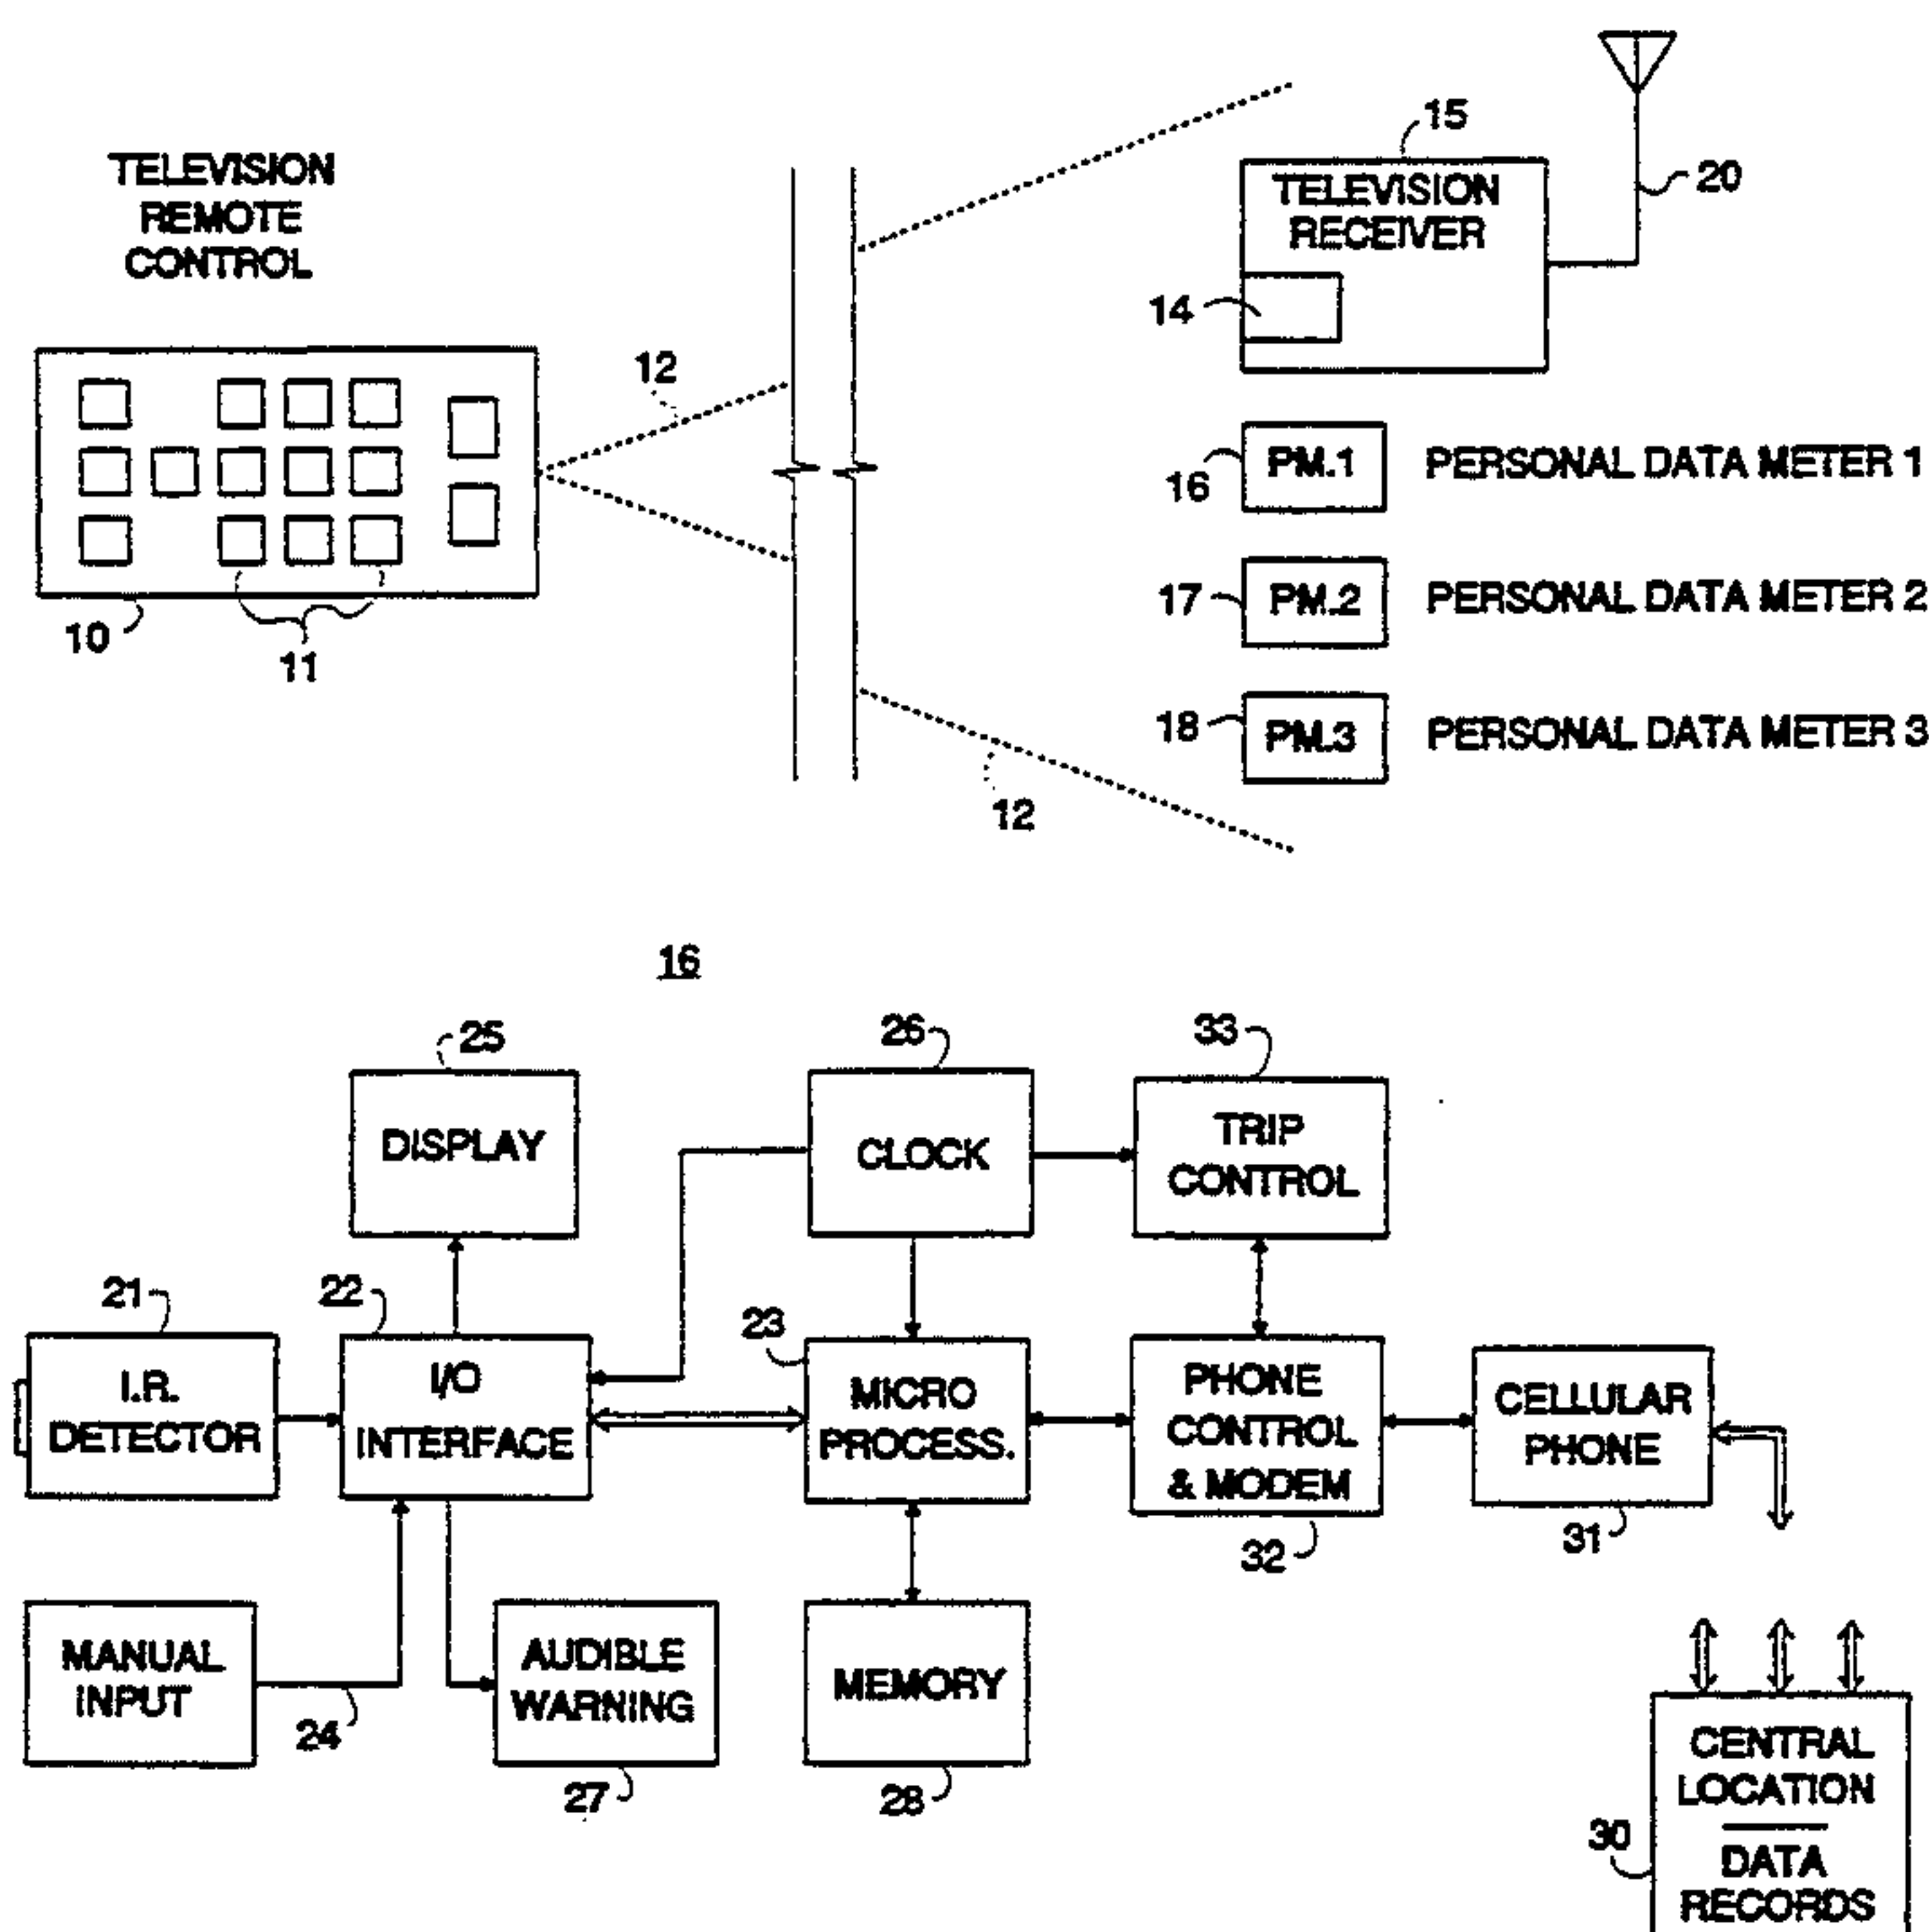 TELEVISION
REMOTE
CONTROL
10
11
12
12
15
TELEVISION
RECEIVER
14
20
16
PM.1
PERSONAL DATA METER 1
17
PM.2
PERSONAL DATA METER 2
18
PM.3
PERSONAL DATA METER 3
16
25
DISPLAY
26
CLOCK
33
TRIP
CONTROL
21
I.R.
DETECTOR
22
I/O
INTERFACE
23
MICRO
PROCESS.
PHONE
CONTROL
& MODEM
32
CELLULAR
PHONE
31
MANUAL
INPUT
24
AUDIBLE
WARNING
27
MEMORY
28
CENTRAL
LOCATION
DATA
RECORDS
30